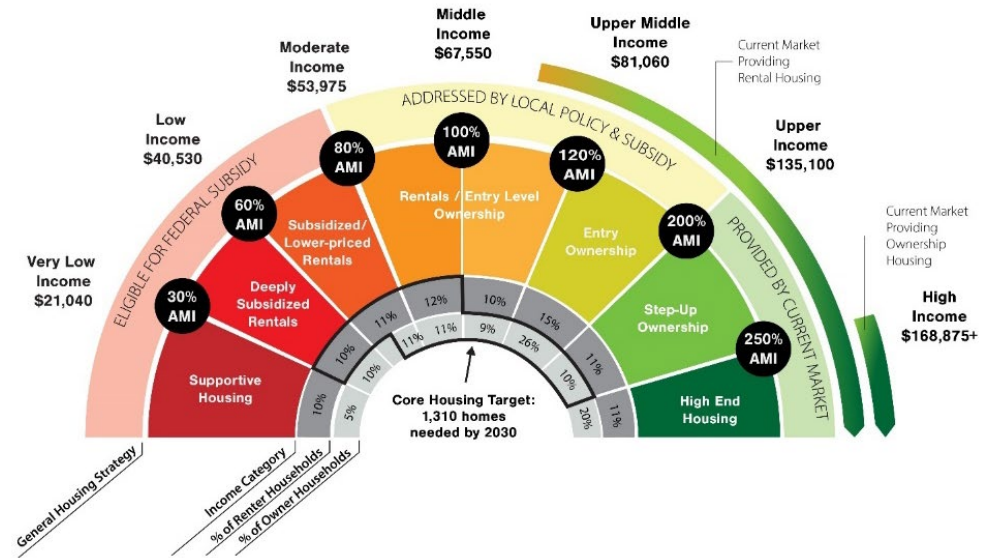 Middle
Income
$67,550
Upper Middle
Income
$81,060
Moderate
Income
$53,975
Current Market
Providing
Rental Housing
Low
Income
$40,530
Upper
Income
$135,100
Very Low
Income
$21,040
Current Market
Providing
Ownership
Housing
High
Income
$168,875+
ELIGIBLE FOR FEDERAL SUBSIDY
ADDRESSED BY LOCAL POLICY & SUBSIDY
PROVIDED BY CURRENT MARKET
30%
AMI
60%
AMI
80%
AMI
100%
AMI
120%
AMI
200%
AMI
250%
AMI
Supportive
Housing
Deeply
Subsidized
Rentals
Subsidized/
Lower-priced
Rentals
Rentals / Entry Level
Ownership
Entry
Ownership
Step-Up
Ownership
High End
Housing
10%
10%
11%
12%
10%
15%
11%
11%
5%
10%
11%
11%
9%
26%
10%
20%
Core Housing Target:
1,310 homes
needed by 2030
General Housing Strategy
Income Category
% of Renter Households
% of Owner Households